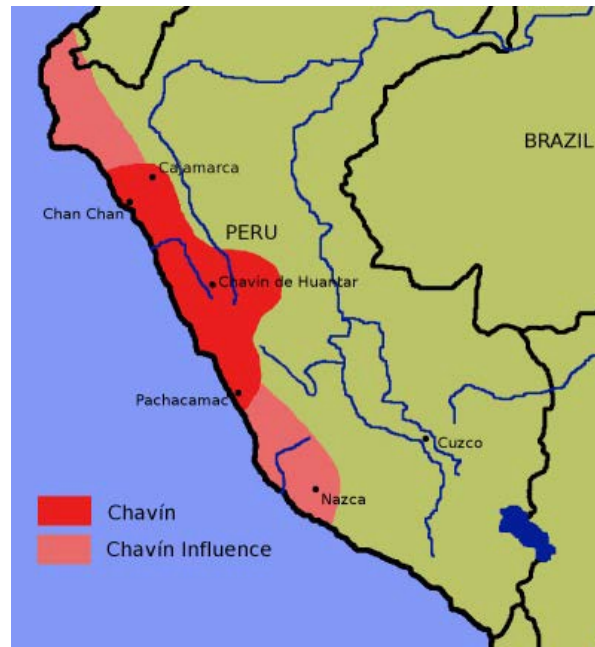 Cajamarca
BRAZIL
Chan Chan
PERU
Chavín de Huantar
Pachacamac
Cuzco
Nazca
Chavín
Chavín Influence